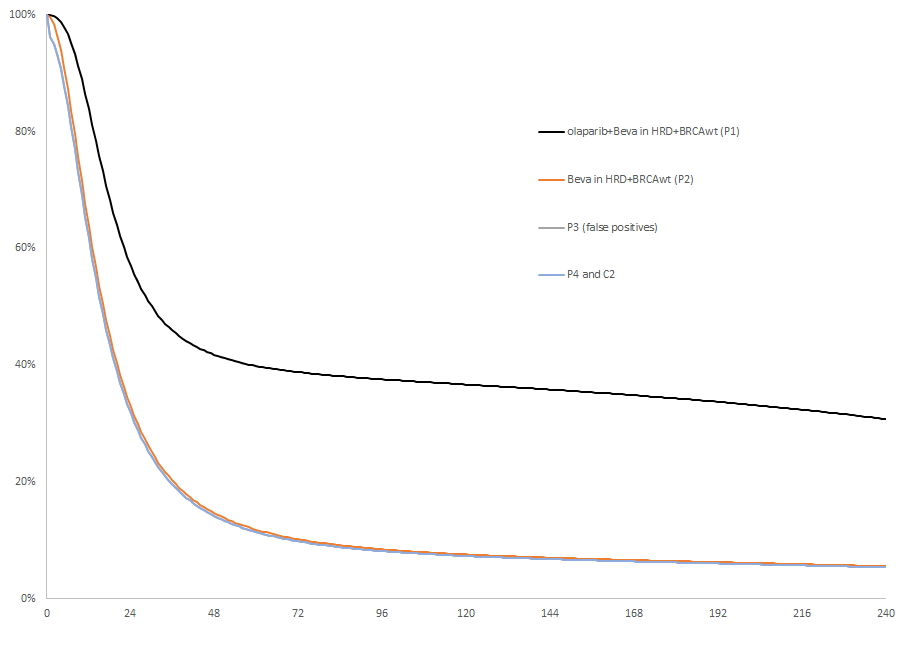 100%
80%
60%
40%
20%
0%
olaparib+Beva in HRD+BRCAwt (P1)
Beva in HRD+BRCAwt (P2)
P3 (false positives)
P4 and C2
0 24 48 72 96 120 144 168 192 216 240